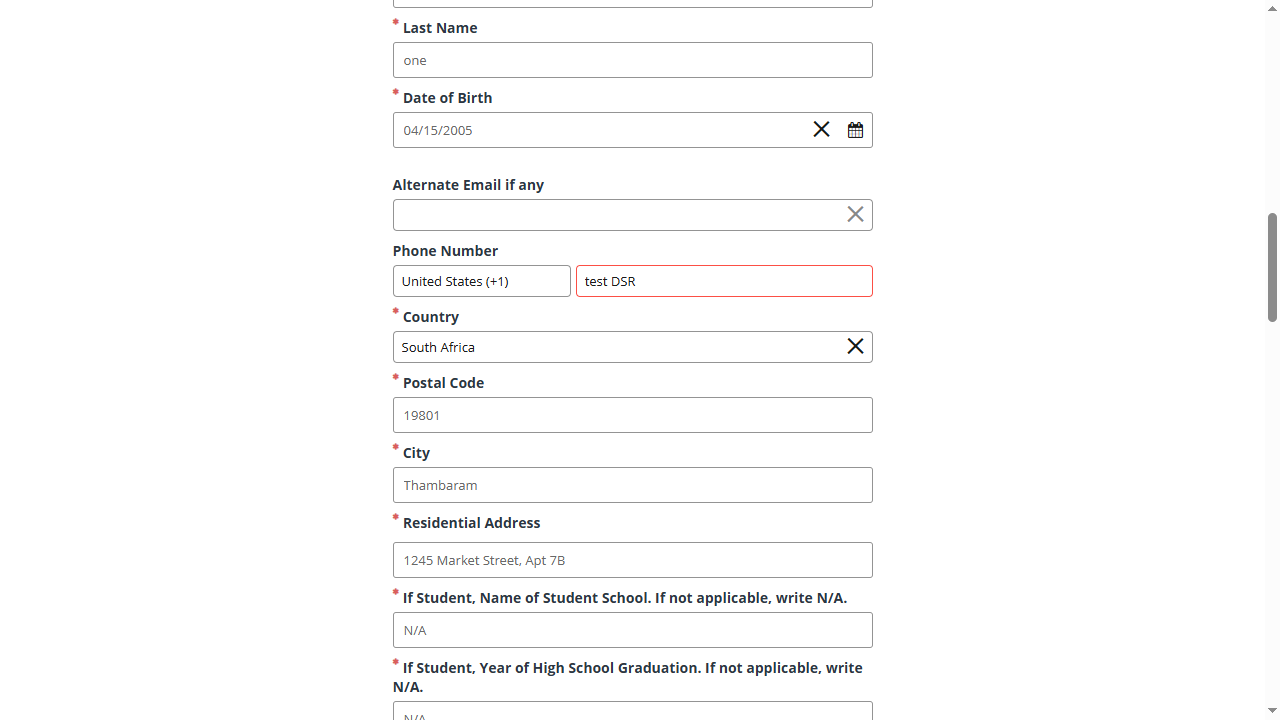 * Last Name
one
* Date of Birth
04/15/2005
Alternate Email if any
Phone Number
United States (+1)
test DSR
* Country
South Africa
* Postal Code
19801
* City
Thambaram
* Residential Address
1245 Market Street, Apt 7B
* If Student, Name of Student School. If not applicable, write N/A.
N/A
* If Student, Year of High School Graduation. If not applicable, write
N/A.
N/A